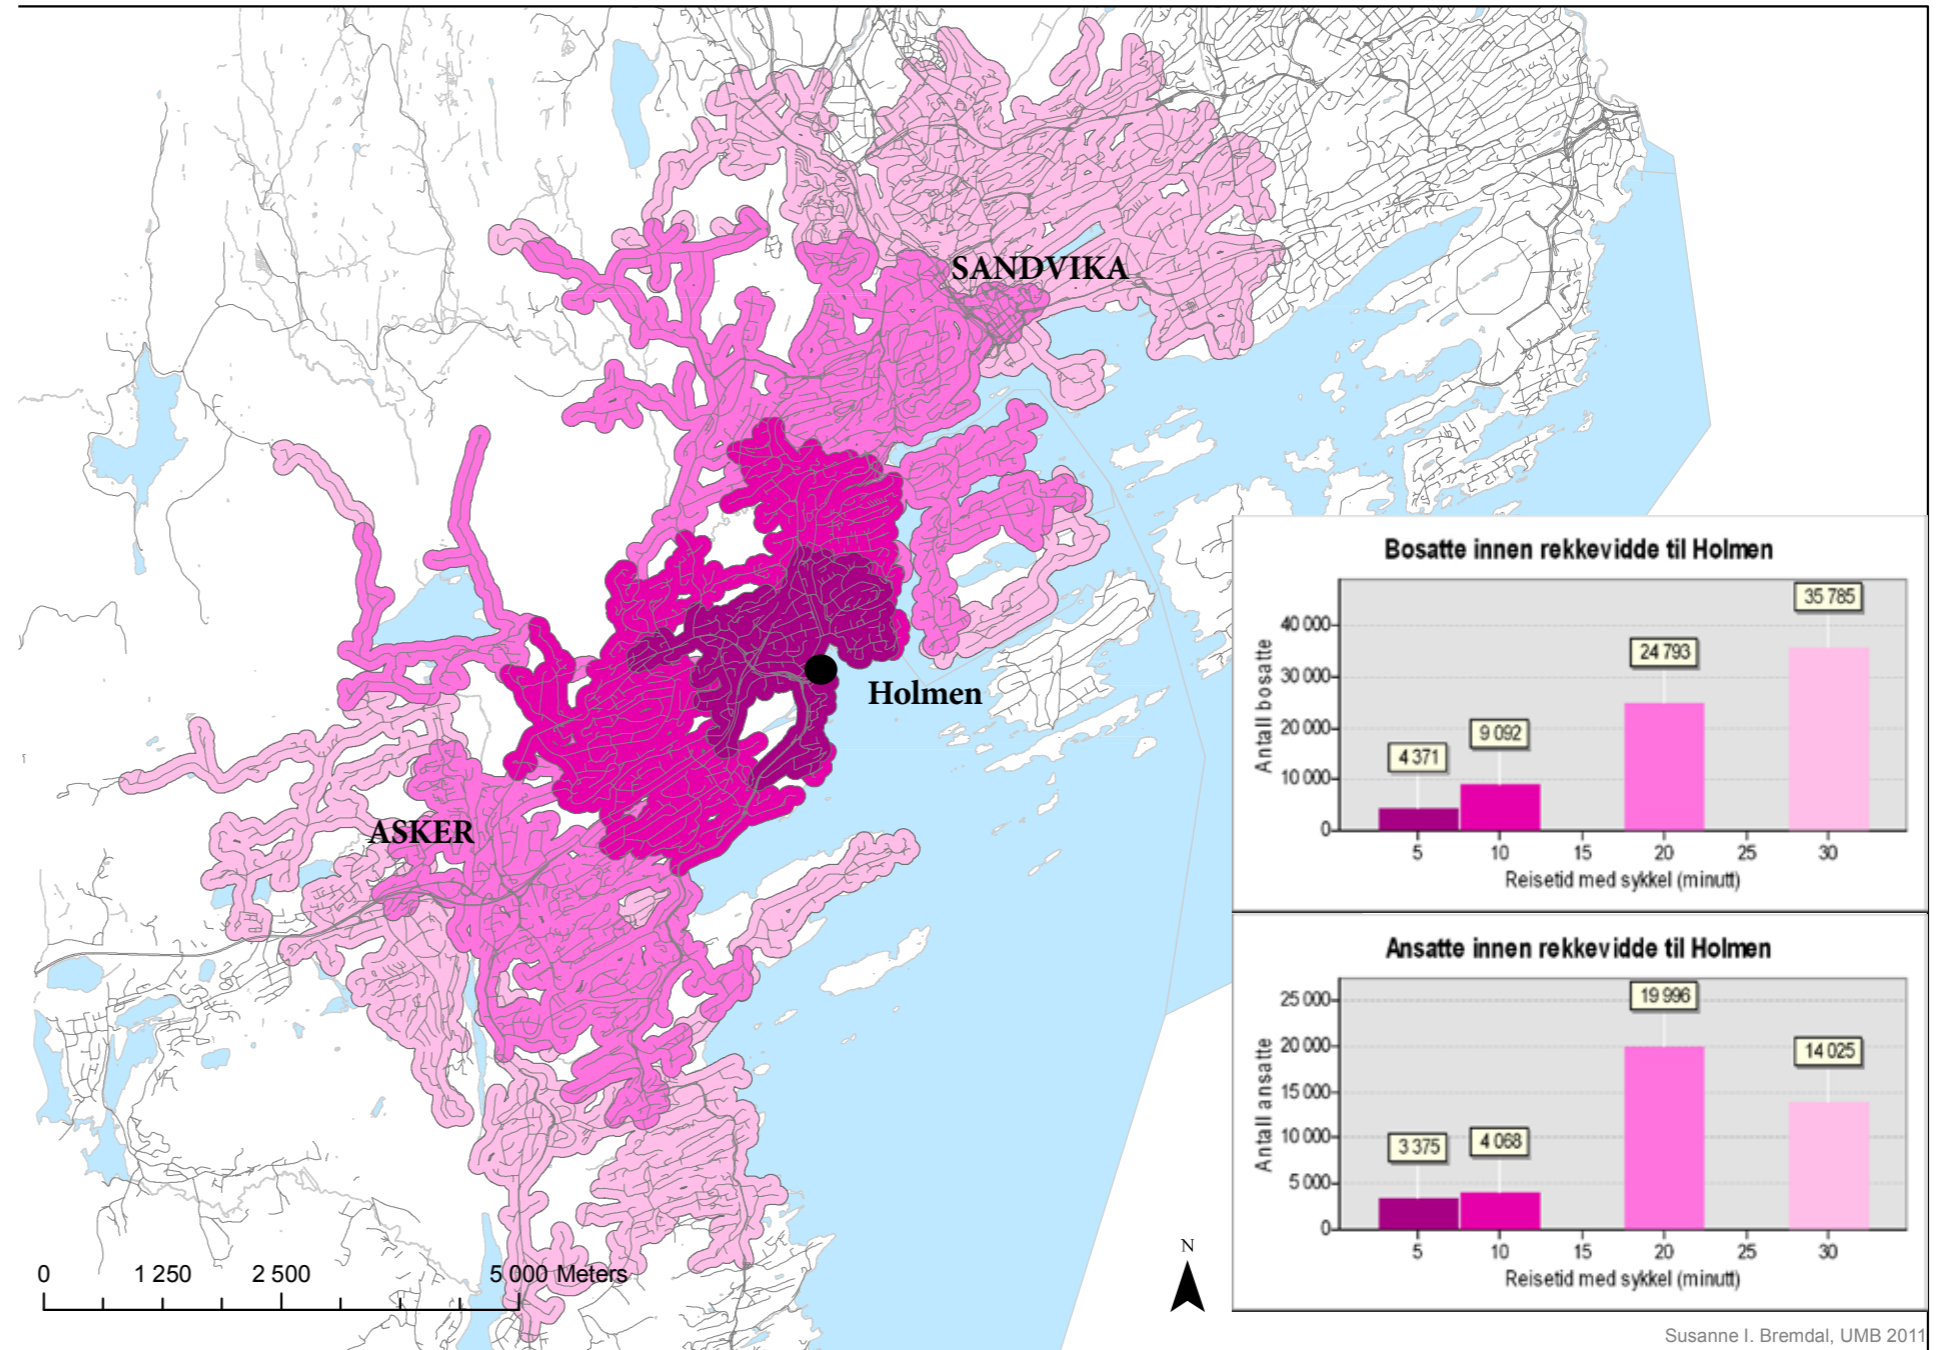 SANDVIKA
Holmen
ASKER
0 1 250 2 500 5 000 Meters
N
Bosatte innen rekkevidde til Holmen
Antall bosatte
40 000
30 000
20 000
10 000
0
4 371
9 092
24 793
35 785
5 10 15 20 25 30
Reisetid med sykkel (minutt)
Ansatte innen rekkevidde til Holmen
Antall ansatte
25 000
20 000
15 000
10 000
5 000
0
3 375
4 068
19 996
14 025
5 10 15 20 25 30
Reisetid med sykkel (minutt)
Susanne I. Bremdal, UMB 2011